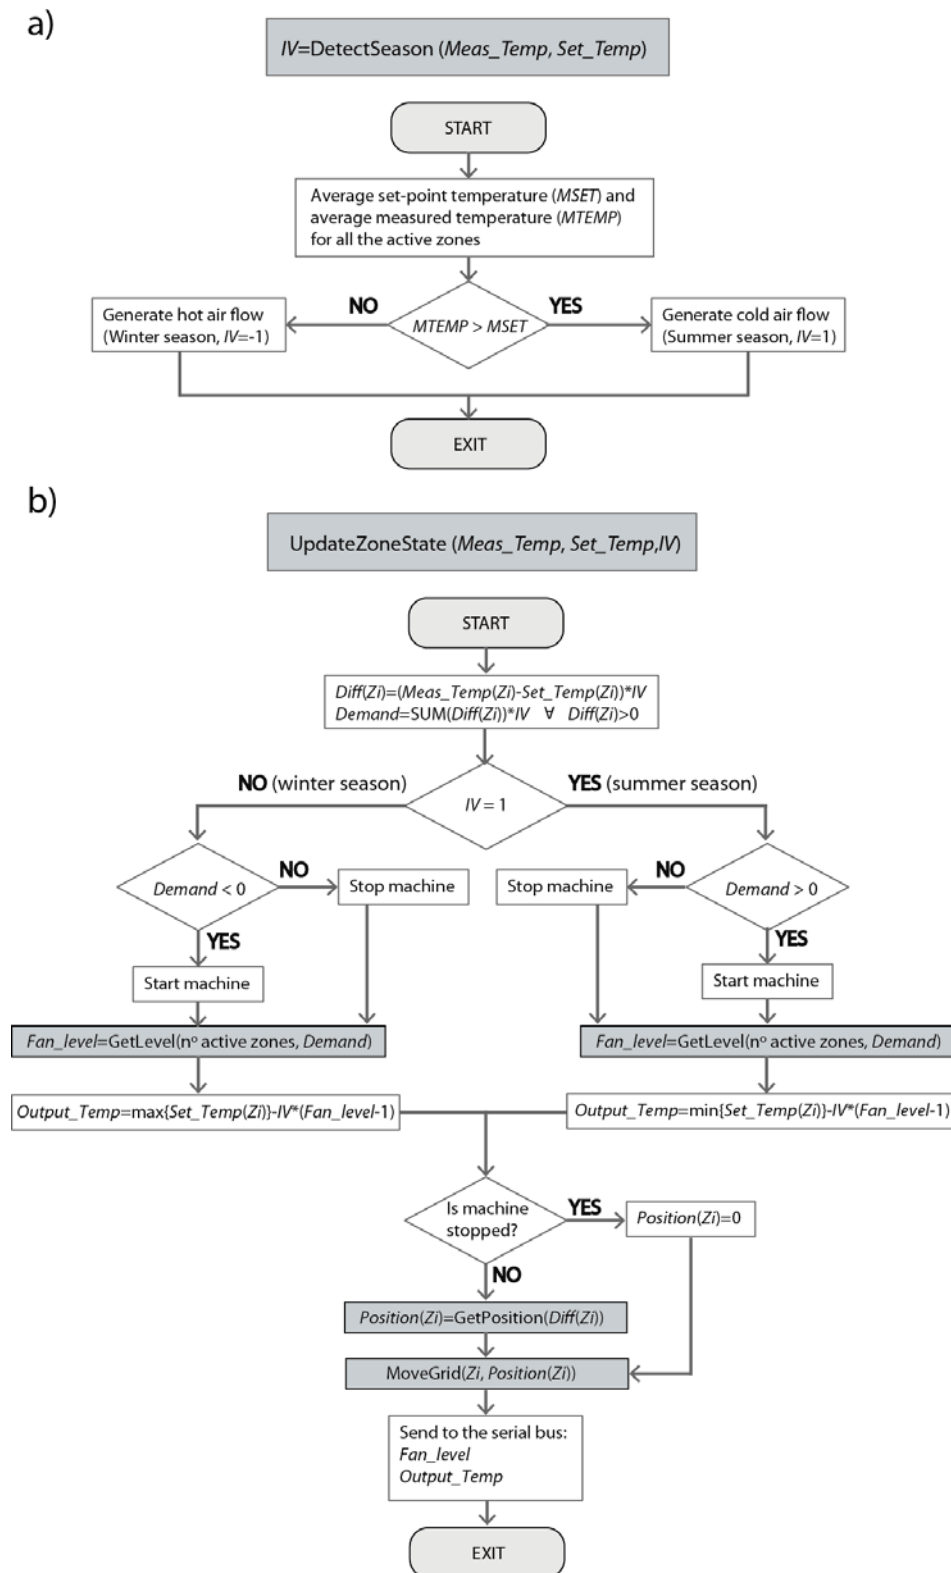 a)
IV=DetectSeason (Meas_Temp, Set_Temp)
START
Average set-point temperature (MSET) and
average measured temperature (MTEMP)
for all the active zones
NO
YES
Generate hot air flow
(Winter season, IV=-1)
MTEMP > MSET
Generate cold air flow
(Summer season, IV=1)
EXIT
b)
UpdateZoneState (Meas_Temp, Set_Temp,IV)
START
Diff(Zi)=(Meas_Temp(Zi)-Set_Temp(Zi))*IV
Demand=SUM(Diff(Zi))*IV ∀ Diff(Zi)>0
NO (winter season)
YES (summer season)
IV = 1
Demand < 0
NO
Stop machine
Stop machine
NO
Demand > 0
YES
YES
Start machine
Start machine
Fan_level=GetLevel(nº active zones, Demand)
Fan_level=GetLevel(nº active zones, Demand)
Output_Temp=max{Set_Temp(Zi)}-IV*(Fan_level-1)
Output_Temp=min{Set_Temp(Zi)}-IV*(Fan_level-1)
Is machine
stopped?
YES
Position(Zi)=0
NO
Position(Zi)=GetPosition(Diff(Zi))
MoveGrid(Zi, Position(Zi))
Send to the serial bus:
Fan_level
Output_Temp
EXIT